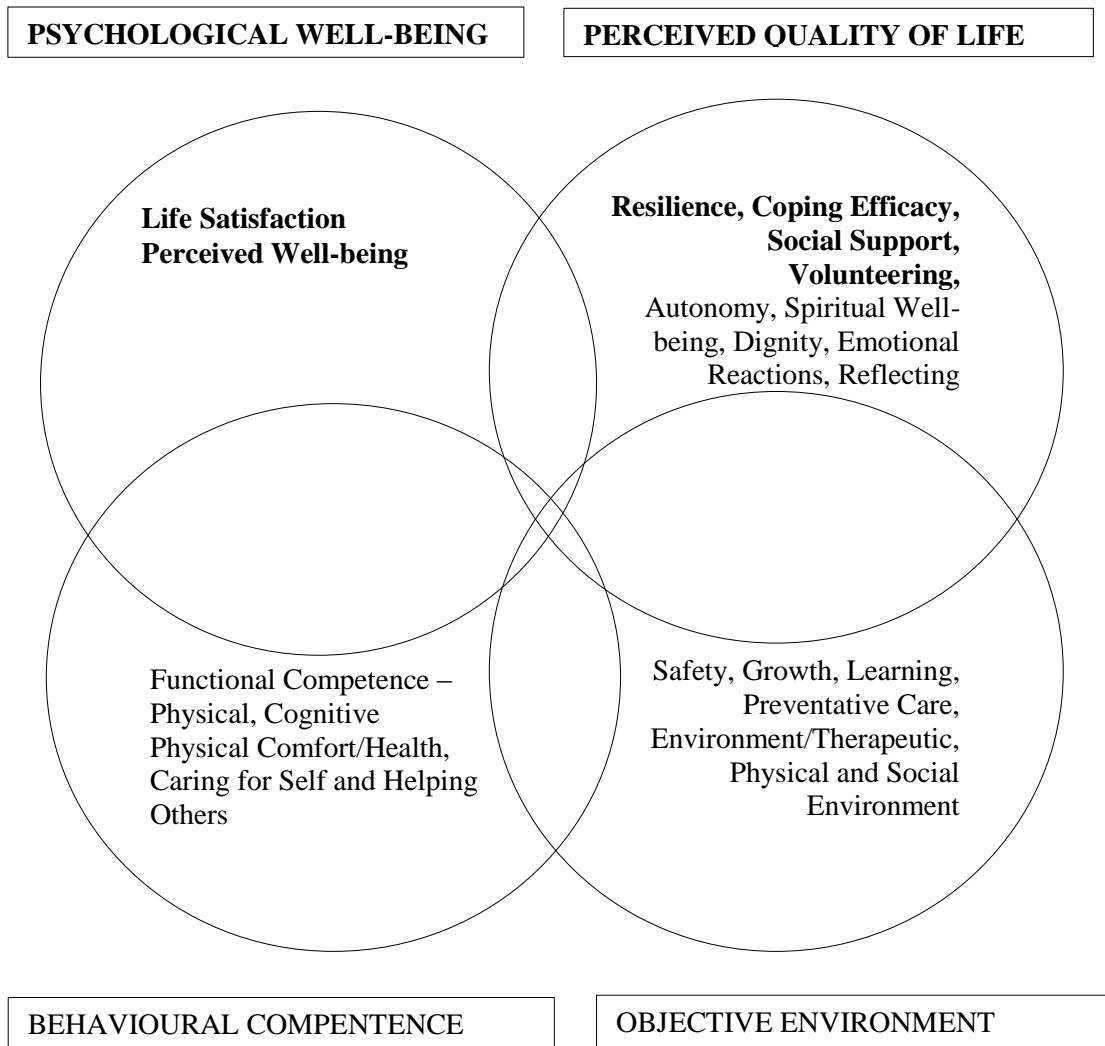 PSYCHOLOGICAL WELL-BEING
PERCEIVED QUALITY OF LIFE
Life Satisfaction
Perceived Well-being
Resilience, Coping Efficacy,
Social Support,
Volunteering,
Autonomy, Spiritual Well-
being, Dignity, Emotional
Reactions, Reflecting
Functional Competence –
Physical, Cognitive
Physical Comfort/Health,
Caring for Self and Helping
Others
Safety, Growth, Learning,
Preventative Care,
Environment/Therapeutic,
Physical and Social
Environment
BEHAVIOURAL COMPENTENCE
OBJECTIVE ENVIRONMENT